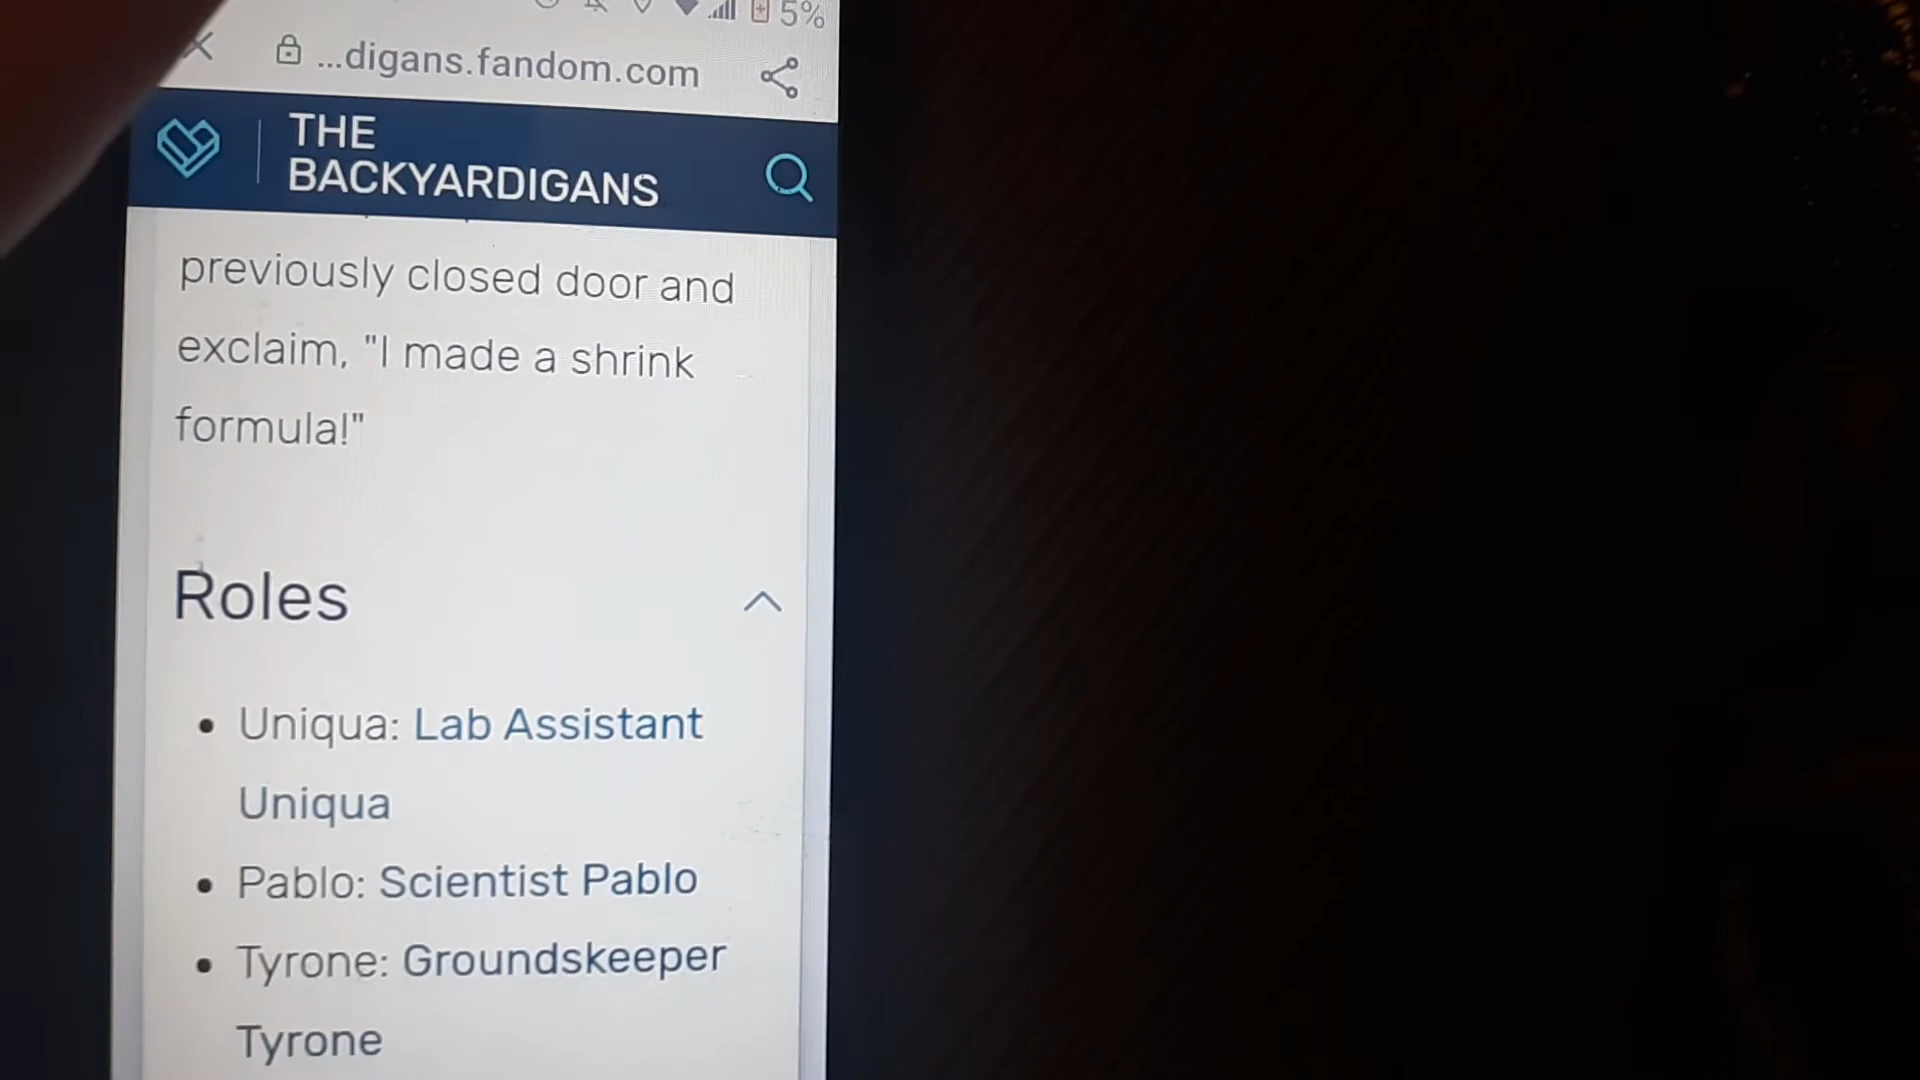 5%
...digans.fandom.com
THE
BACKYARDIGANS
previously closed door and
exclaim, "I made a shrink
formula!"
Roles
Uniqua: Lab Assistant
Uniqua
Pablo: Scientist Pablo
Tyrone: Groundskeeper
Tyrone